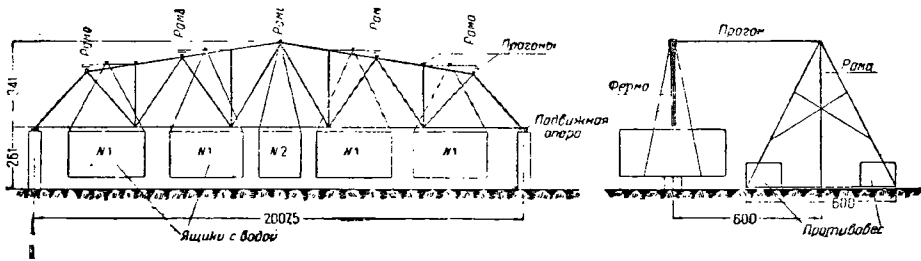 Рама
Рама
Рама
Рама
Рама
Прогоны
341
261
Подвижная
опора
N1
N1
N2
N1
N1
20075
Ящики с водой
Прогон
Ферма
Рама
600
600
Противовес